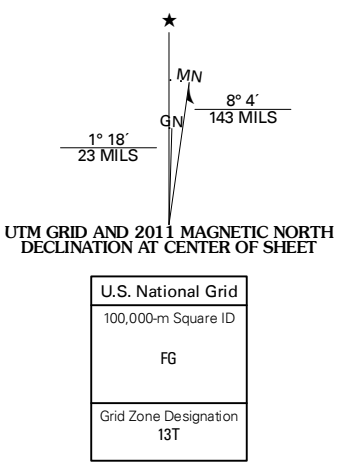 ★
MN
GN
8° 4´
143 MILS
1° 18´
23 MILS
UTM GRID AND 2011 MAGNETIC NORTH
DECLINATION AT CENTER OF SHEET
U.S. National Grid
100,000-m Square ID
FG
Grid Zone Designation
13T